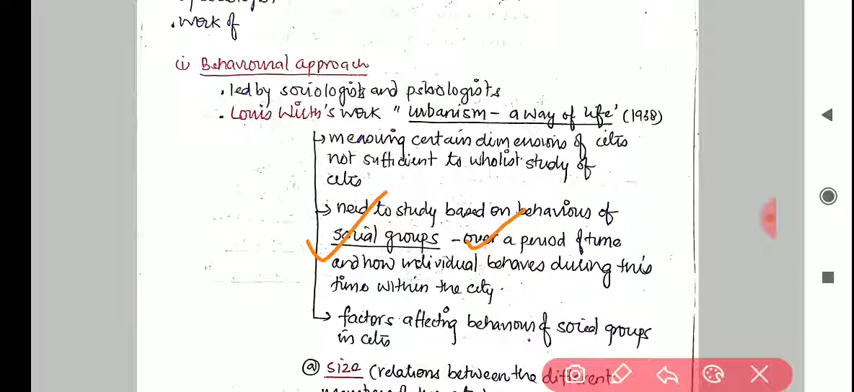 . Work of
i) Behavioural approach
. led by sociologists and psbologists
. Louis Wirth's work "Urbanism - a way of life' (1938)
→ measuring certain dimensions of cities
not sufficient to wholist study of
cities
→ need to study based on behaviours of
social groups - over a period of time
and how individual behaves during this
time within the city.
→ factors affecting behaviour of social groups
in cities
(a) size (relations between the different